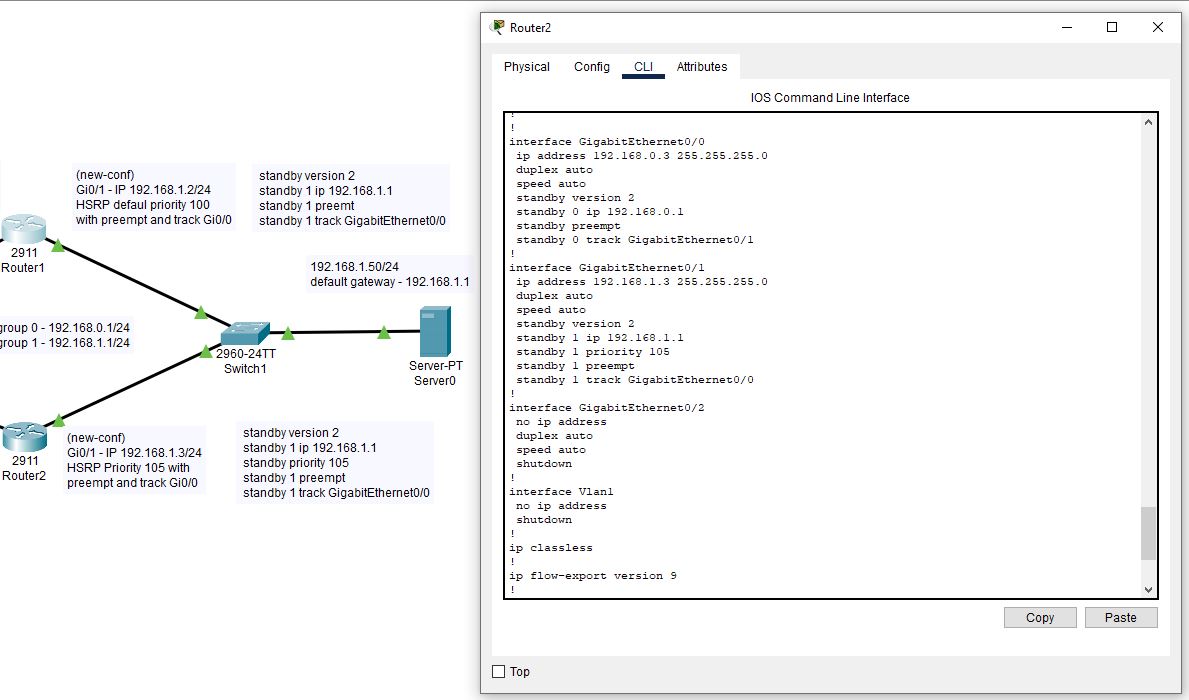 (new-conf)
Gi0/1 - IP 192.168.1.2/24
HSRP defaul priority 100
with preempt and track Gi0/0
standby version 2
standby 1 ip 192.168.1.1
standby 1 preemt
standby 1 track GigabitEthernet0/0
2911
Router1
192.168.1.50/24
default gateway - 192.168.1.1
group 0 - 192.168.0.1/24
group 1 - 192.168.1.1/24
2960-24TT
Switch1
Server-PT
Server0
2911
Router2
(new-conf)
Gi0/1 - IP 192.168.1.3/24
HSRP Priority 105 with
preempt and track Gi0/0
standby version 2
standby 1 ip 192.168.1.1
standby priority 105
standby 1 preempt
standby 1 track GigabitEthernet0/0
Router2
Physical Config CLI Attributes
IOS Command Line Interface
!
!
interface GigabitEthernet0/0
ip address 192.168.0.3 255.255.255.0
duplex auto
speed auto
standby version 2
standby 0 ip 192.168.0.1
standby preempt
standby 0 track GigabitEthernet0/1
!
interface GigabitEthernet0/1
ip address 192.168.1.3 255.255.255.0
duplex auto
speed auto
standby version 2
standby 1 ip 192.168.1.1
standby 1 priority 105
standby 1 preempt
standby 1 track GigabitEthernet0/0
!
interface GigabitEthernet0/2
no ip address
duplex auto
speed auto
shutdown
!
interface Vlan1
no ip address
shutdown
!
ip classless
!
ip flow-export version 9
!
Copy Paste
Top